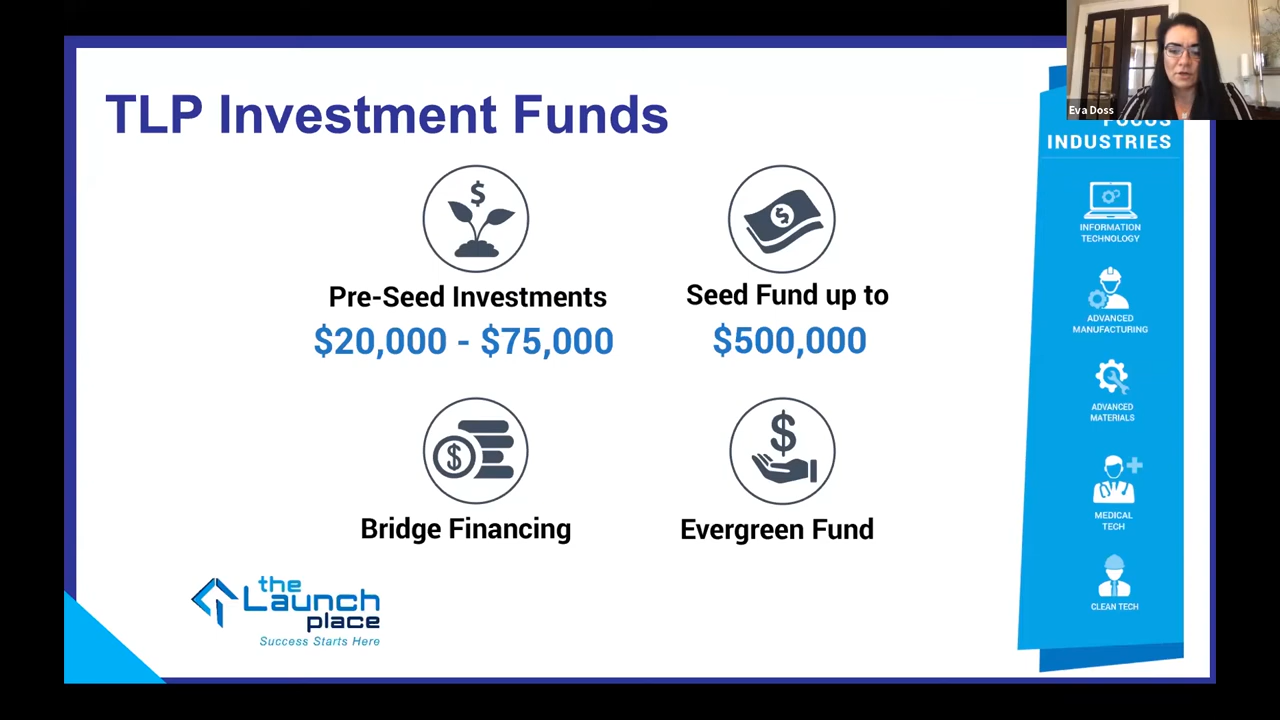 TLP Investment Funds
Eva Doss
FOCUS
INDUSTRIES
Pre-Seed Investments
$20,000 - $75,000
Seed Fund up to
$500,000
Bridge Financing
Evergreen Fund
INFORMATION
TECHNOLOGY
ADVANCED
MANUFACTURING
ADVANCED
MATERIALS
MEDICAL
TECH
CLEAN TECH
the
Launch
place
Success Starts Here